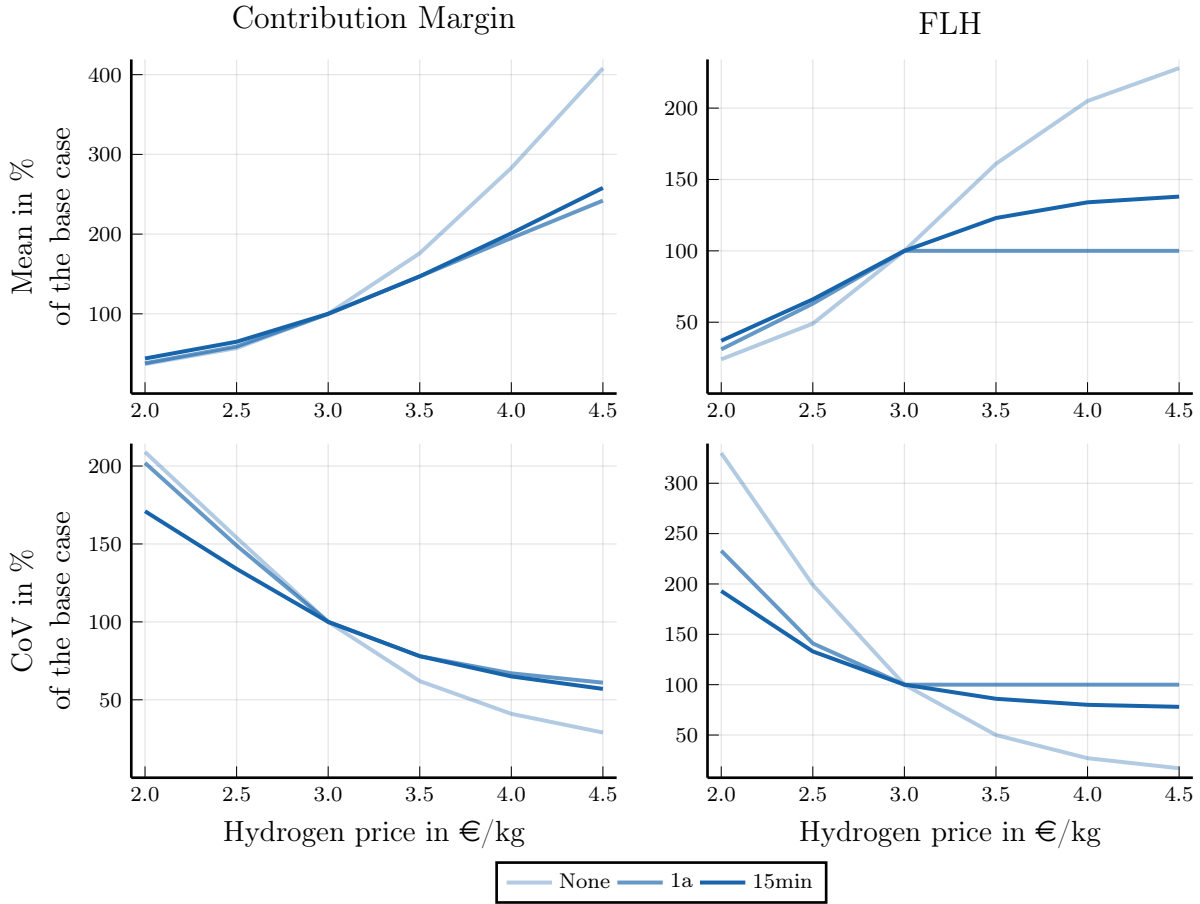 Contribution Margin
FLH
Mean in %
of the base case
400
300
200
100
2.0 2.5 3.0 3.5 4.0 4.5
200
150
100
50
2.0 2.5 3.0 3.5 4.0 4.5
CoV in %
of the base case
200
150
100
50
2.0 2.5 3.0 3.5 4.0 4.5
Hydrogen price in €/kg
300
250
200
150
100
50
2.0 2.5 3.0 3.5 4.0 4.5
Hydrogen price in €/kg
None 1a 15min